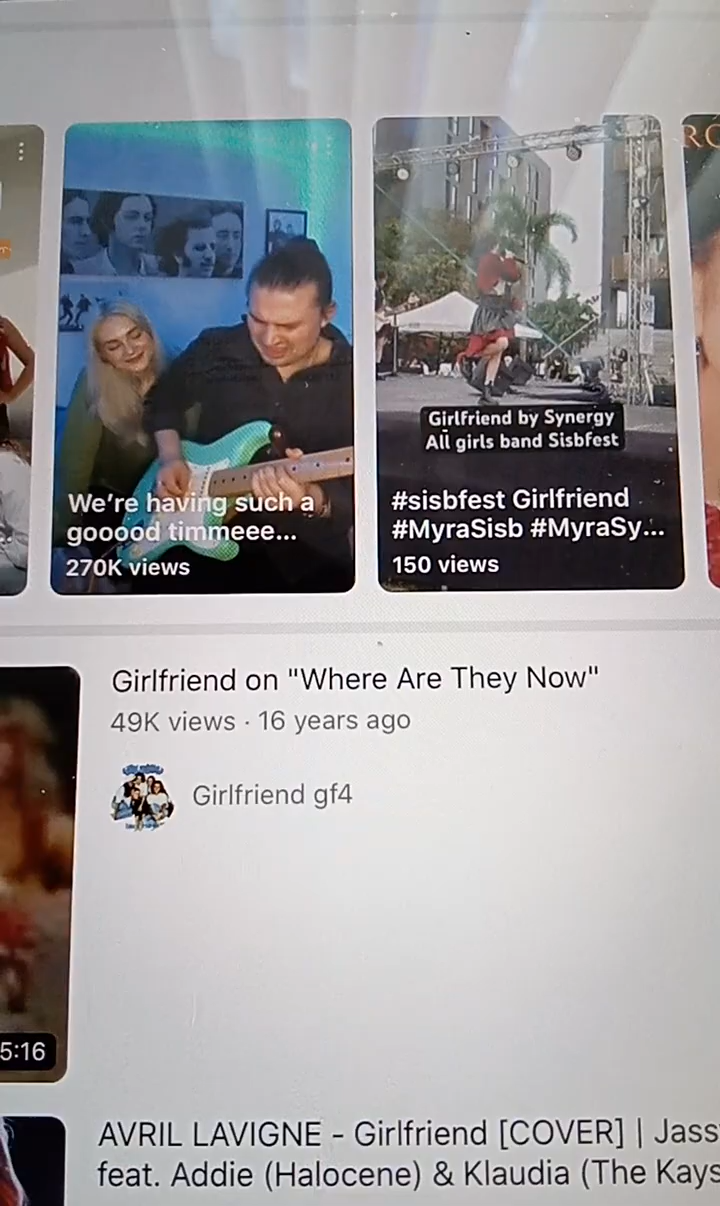 RO
We're having such a
gooood timmeee...
270K views
Girlfriend by Synergy
All girls band Sisbfest
#sisbfest Girlfriend
#MyraSisb #MyraSy...
150 views
Girlfriend on "Where Are They Now"
49K views · 16 years ago
Girlfriend gf4
5:16
AVRIL LAVIGNE - Girlfriend [COVER] | Jass
feat. Addie (Halocene) & Klaudia (The Kays